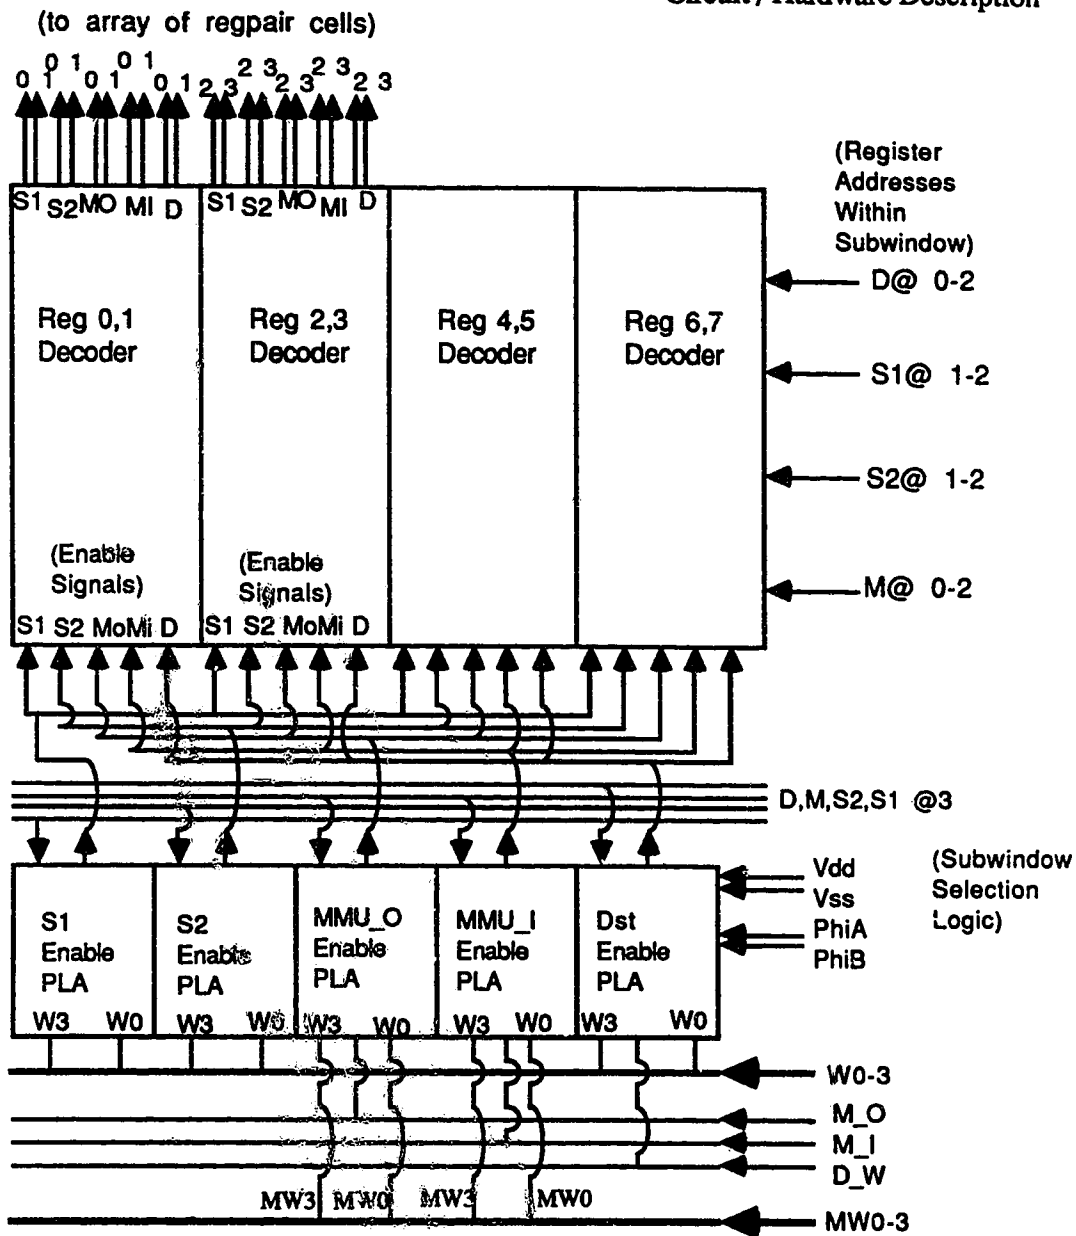 Circuit / Hardware Description
(to array of regpair cells)
0 1 0 1 0 1 0 1 0 1 2 3 2 3 2 3 2 3 2 3
S1 S2 MO MI D S1 S2 MO MI D
Reg 0,1
Decoder
Reg 2,3
Decoder
Reg 4,5
Decoder
Reg 6,7
Decoder
(Register
Addresses
Within
Subwindow)
D@ 0-2
S1@ 1-2
S2@ 1-2
M@ 0-2
(Enable
Signals)
(Enable
Signals)
S1 S2 MoMi D S1 S2 MoMi D
D,M,S2,S1 @3
S1
Enable
PLA
S2
Enable
PLA
MMU_O
Enable
PLA
MMU_I
Enable
PLA
Dst
Enable
PLA
Vdd
Vss
PhiA
PhiB
(Subwindow
Selection
Logic)
W3 W0 W3 W0 W3 W0 W3 W0 W3 W0
W0-3
M_O
M_I
D_W
MW3 MW0 MW3 MW0
MW0-3